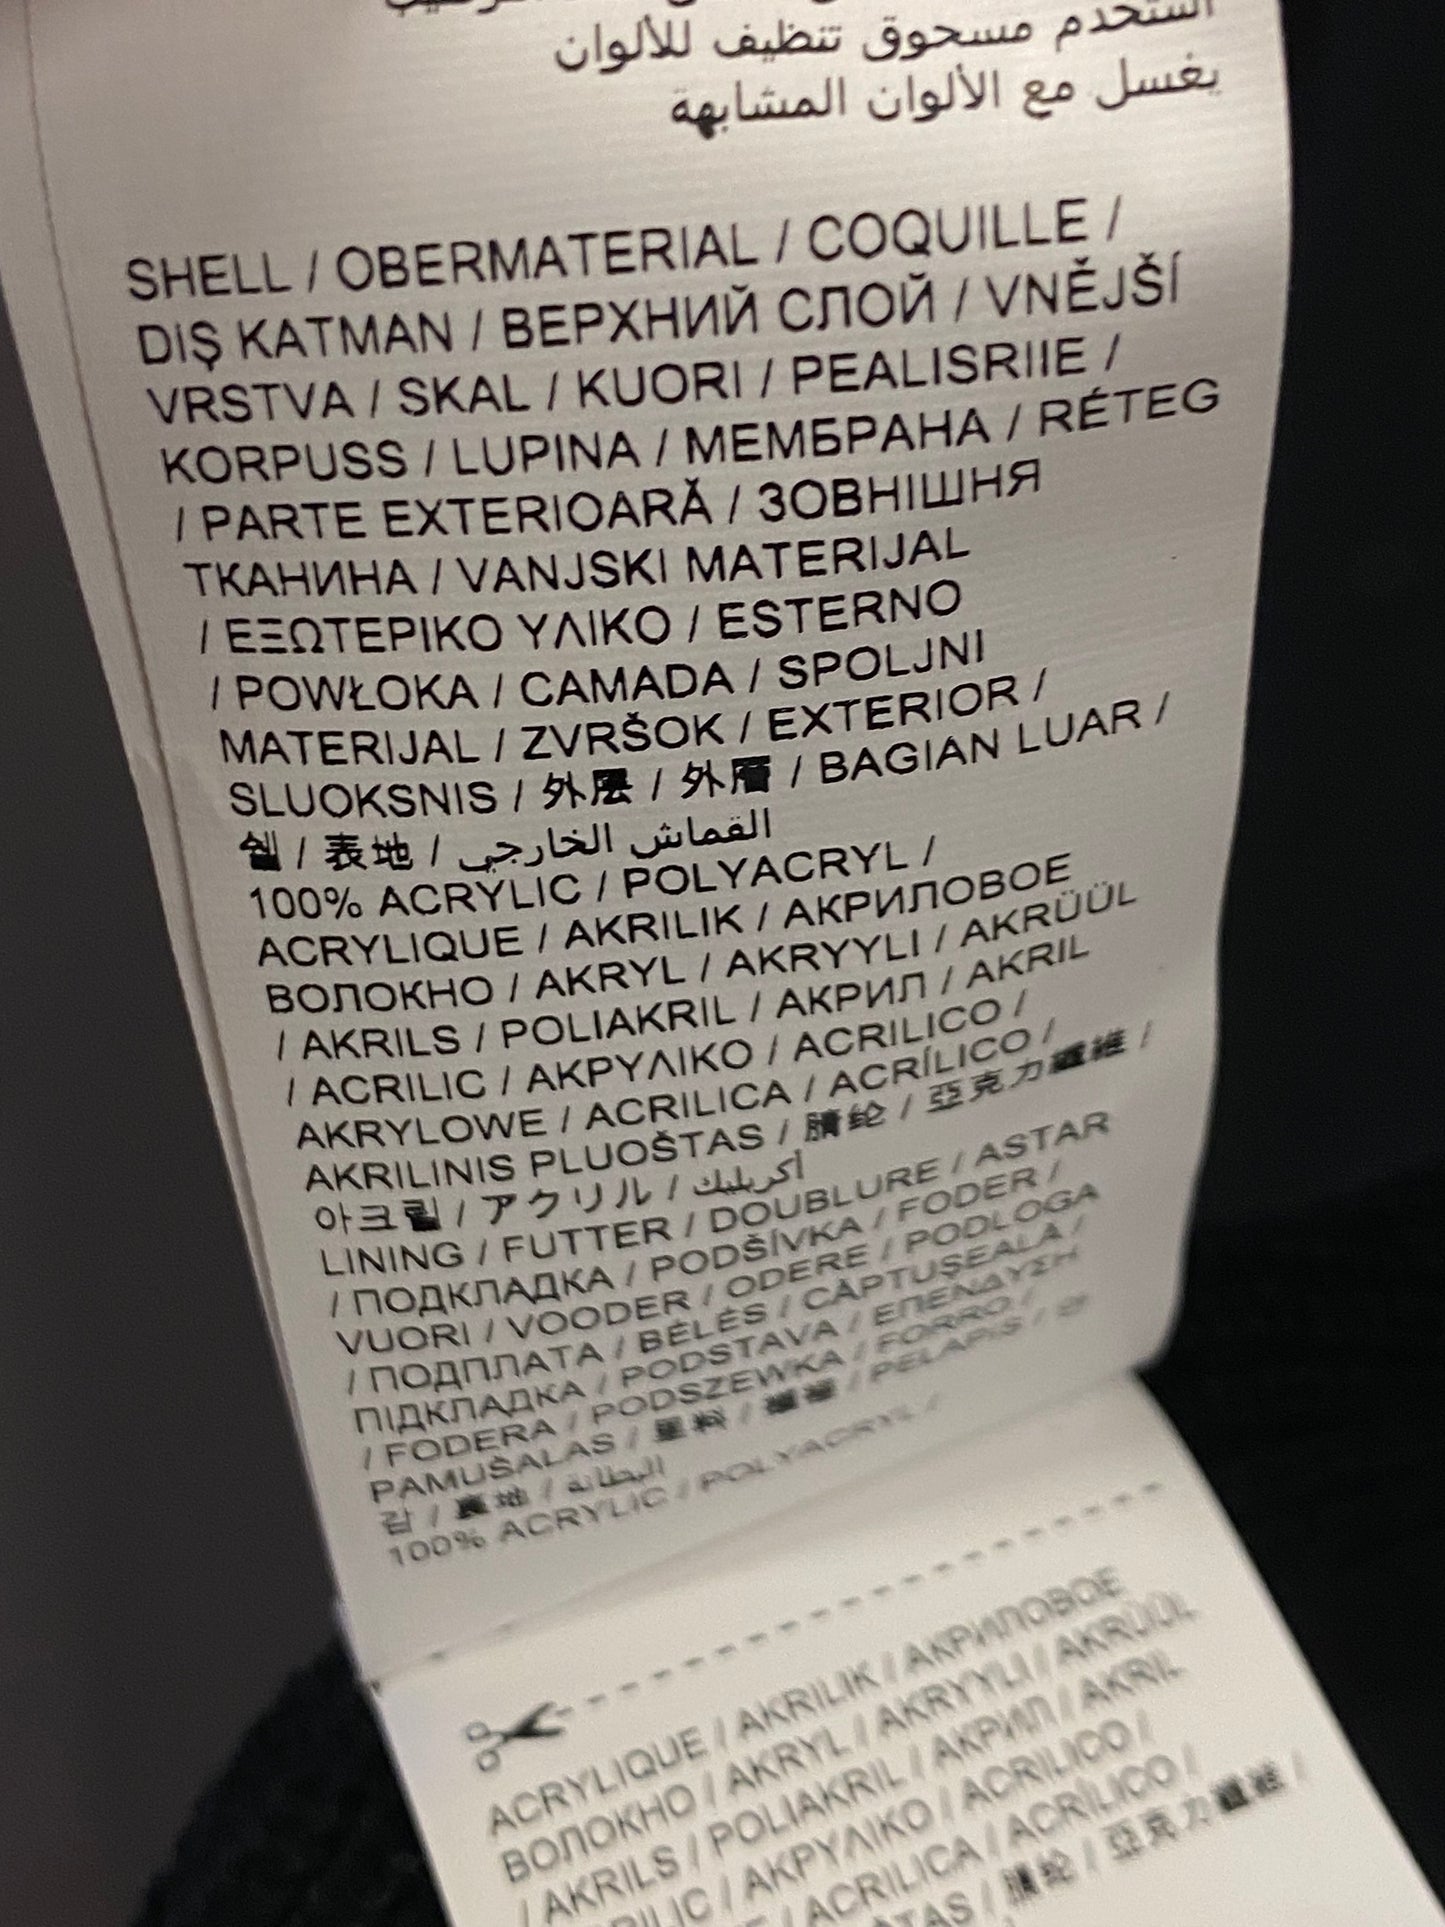 استخدم مسحوق تنظيف للألوان
يغسل مع الألوان المشابهة
SHELL / OBERMATERIAL / COQUILLE /
DIŞ KATMAN / ВЕРХНИЙ СЛОЙ / VNĚJŠÍ
VRSTVA / SKAL / KUORI / PEALISRIIE /
KORPUSS / LUPINA / МЕМБРАНА / RÉTEG
/ PARTE EXTERIOARĂ / ЗОВНІШНЯ
ТКАНИНА / VANJSKI MATERIJAL
/ ΕΞΩΤΕΡΙΚΟ ΥΛΙΚΟ / ESTERNO
/ POWŁOKA / CAMADA / SPOLJNI
MATERIJAL / ZVRŠOK / EXTERIOR /
SLUOKSNIS / 外层 / 外層 / BAGIAN LUAR /
쉘 / 表地 / القماش الخارجي
100% ACRYLIC / POLYACRYL /
ACRYLIQUE / AKRILIK / АКРИЛОВОЕ
ВОЛОКНО / AKRYL / AKRYYLI / AKRÜÜL
/ AKRILS / POLIAKRIL / АКРИЛ / AKRIL
/ ACRILIC / ΑΚΡΥΛΙΚΟ / ACRILICO /
AKRYLOWE / ACRILICA / ACRÍLICO /
AKRILINIS PLUOŠTAS / 腈纶 / 亞克力纖維 /
아크릴 / アクリル / أكريليك
LINING / FUTTER / DOUBLURE / ASTAR
/ ПОДКЛАДКА / PODŠÍVKA / FODER /
VUORI / VOODER / ODERE / PODLOGA
/ ПОДПЛАТА / BÉLÉS / CĂPTUŞEALĂ /
ПІДКЛАДКА / PODSTAVA / ΕΠΕΝΔΥΣΗ
/ FODERA / PODSZEWKA / FORRO /
PAMUŠALAS / 里料 / / PELAPIS / 안
감 / 裏地 / البطانة
100% ACRYLIC / POLYACRYL /
ACRYLIQUE / AKRILIK / АКРИЛОВОЕ
ВОЛОКНО / AKRYL / AKRYYLI / AKRÜÜL
/ AKRILS / POLIAKRIL / АКРИЛ / AKRIL
/ ΑΚΡΥΛΙΚΟ / ACRILICO /
/ ACRILICA / ACRÍLICO /
/ 腈纶 / 亞克力纖維 /